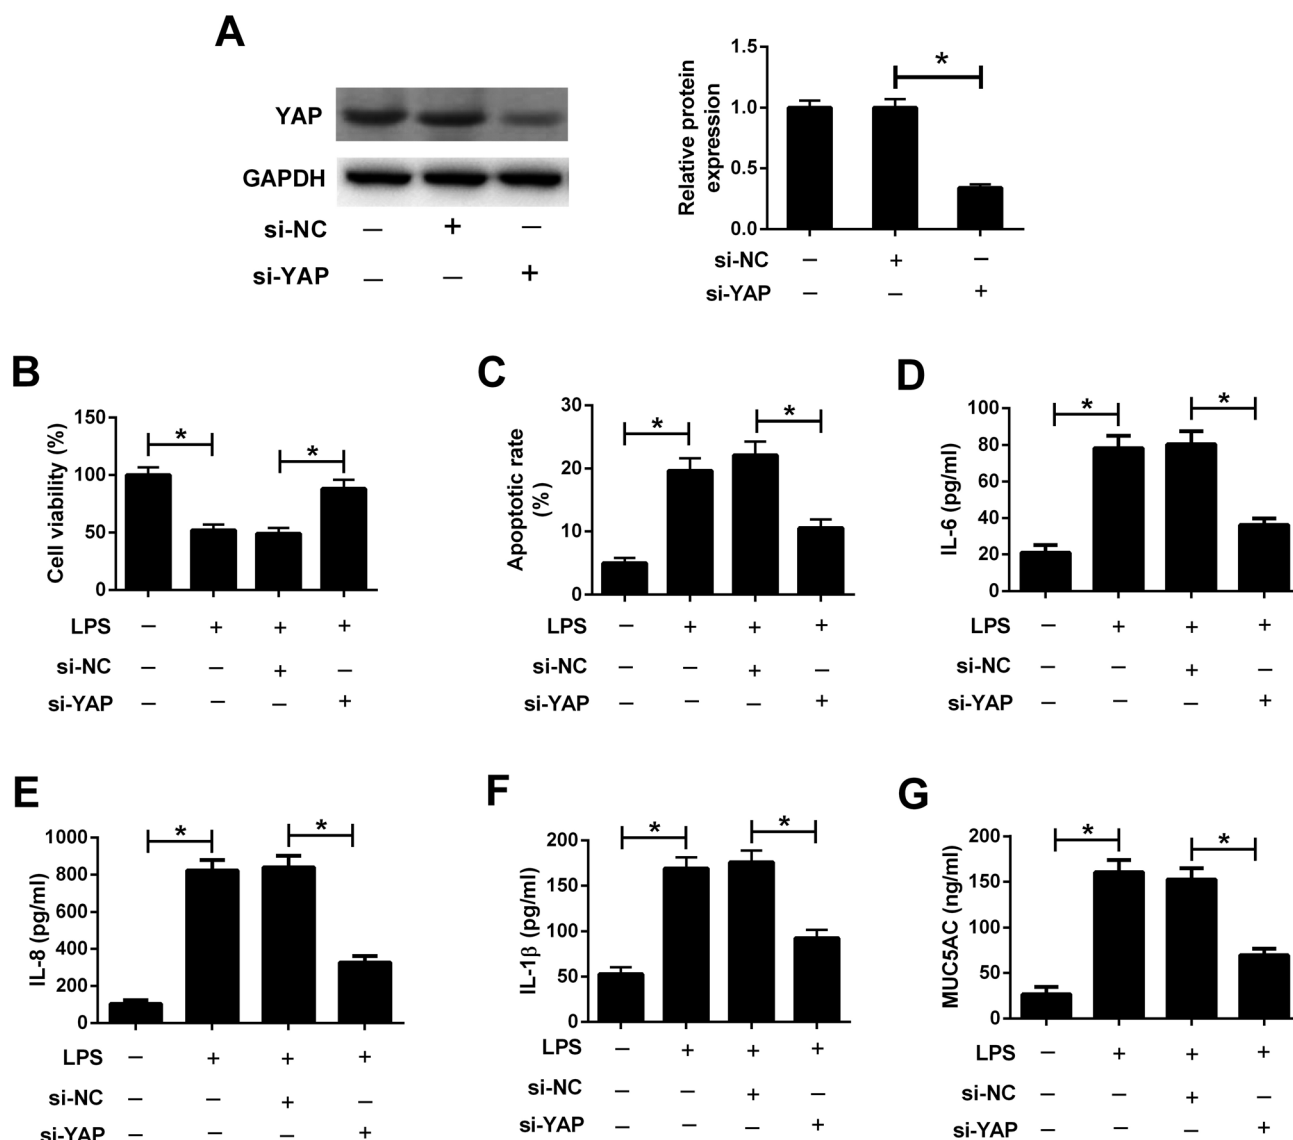 A
YAP
GAPDH
si-NC – + –
si-YAP – – +
Relative protein
expression
1.5
1.0
0.5
0.0
*
si-NC – + –
si-YAP – – +
B
Cell viability (%)
150
100
50
0
* *
LPS – + + +
si-NC – – + –
si-YAP – – – +
C
Apoptotic rate
(%)
30
20
10
0
* *
LPS – + + +
si-NC – – + –
si-YAP – – – +
D
IL-6 (pg/ml)
80
60
40
20
0
* *
LPS – + + +
si-NC – – + –
si-YAP – – – +
E
IL-8 (pg/ml)
1000
800
600
400
200
0
* *
LPS – + + +
si-NC – – + –
si-YAP – – – +
F
IL-1β (pg/ml)
200
150
100
50
0
* *
LPS – + + +
si-NC – – + –
si-YAP – – – +
G
MUC5AC (ng/ml)
200
150
100
50
0
* *
LPS – + + +
si-NC – – + –
si-YAP – – – +